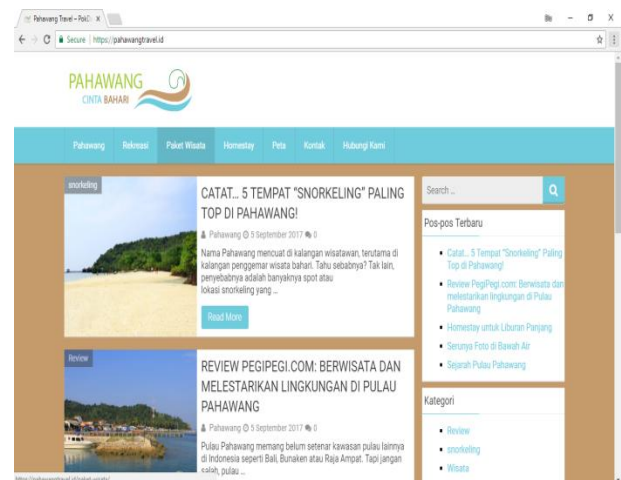 Pahawang Travel – PokD
Secure | https://pahawangtravel.id
PAHAWANG
CINTA BAHARI
Pahawang Rekreasi Paket Wisata Homestay Peta Kontak Hubungi Kami
snorkeling
CATAT... 5 TEMPAT "SNORKELING" PALING
TOP DI PAHAWANG!
Pahawang 5 September 2017 0
Nama Pahawang mencuat di kalangan wisatawan, terutama di
kalangan penggemar wisata bahari. Tahu sebabnya? Tak lain,
penyebabnya adalah banyaknya spot atau
lokasi snorkeling yang ...
Read More
Review
REVIEW PEGIPEGI.COM: BERWISATA DAN
MELESTARIKAN LINGKUNGAN DI PULAU
PAHAWANG
Pahawang 5 September 2017 0
Pulau Pahawang memang belum setenar kawasan pulau lainnya
di Indonesia seperti Bali, Bunaken atau Raja Ampat. Tapi jangan
salah, pulau ...
Search ...
Pos-pos Terbaru
Catat... 5 Tempat "Snorkeling" Paling
Top di Pahawang!
Review PegiPegi.com: Berwisata dan
melestarikan lingkungan di Pulau
Pahawang
Homestay untuk Liburan Panjang
Serunya Foto di Bawah Air
Sejarah Pulau Pahawang
Kategori
Review
snorkeling
Wisata
https://pahawangtravel.id/paket-wisata/